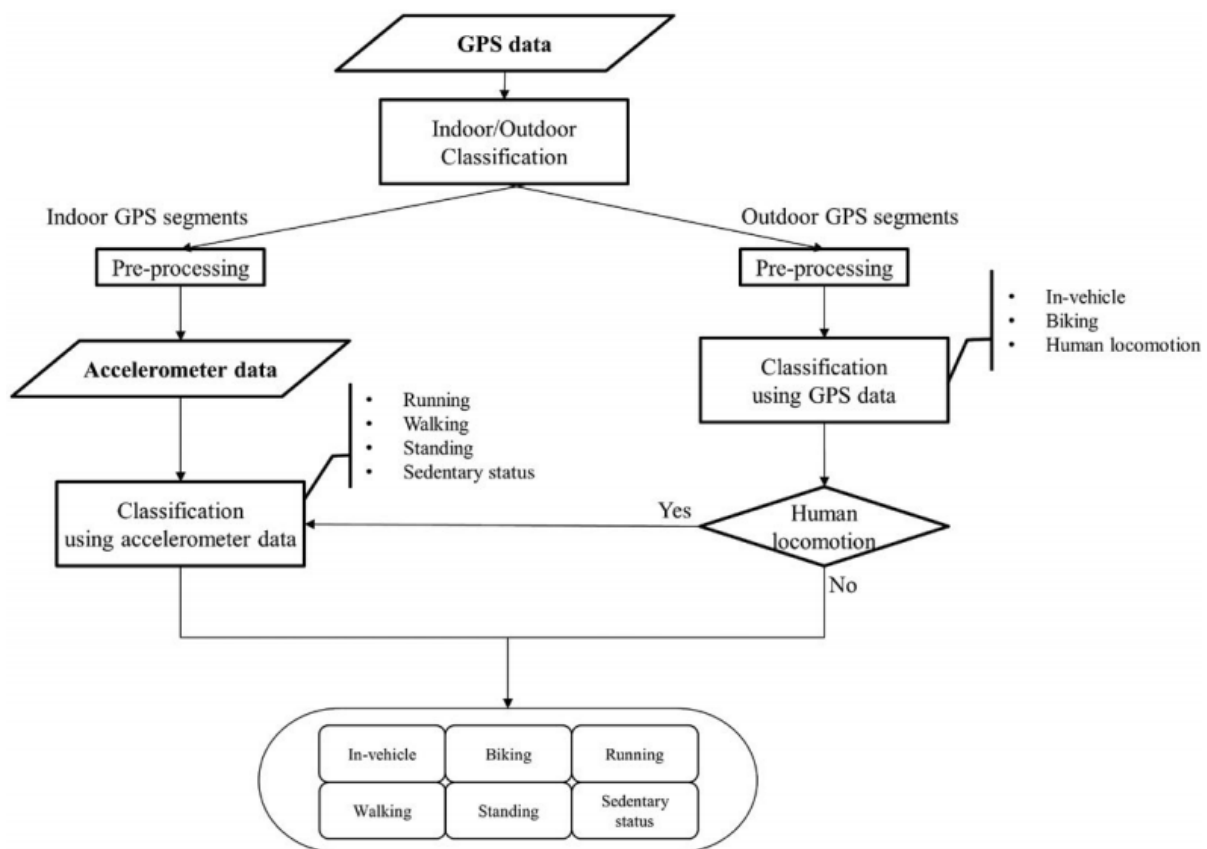 GPS data
Indoor/Outdoor
Classification
Indoor GPS segments
Outdoor GPS segments
Pre-processing
Pre-processing
• In-vehicle
• Biking
• Human locomotion
Accelerometer data
Classification
using GPS data
• Running
• Walking
• Standing
• Sedentary status
Classification
using accelerometer data
Yes
Human
locomotion
No
In-vehicle
Biking
Running
Walking
Standing
Sedentary
status